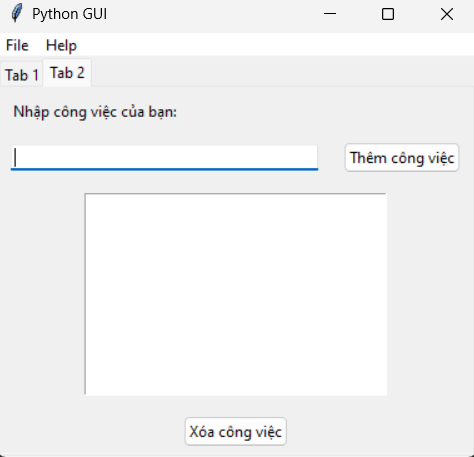 Python GUI
File Help
Tab 1 Tab 2
Nhập công việc của bạn:
Thêm công việc
Xóa công việc